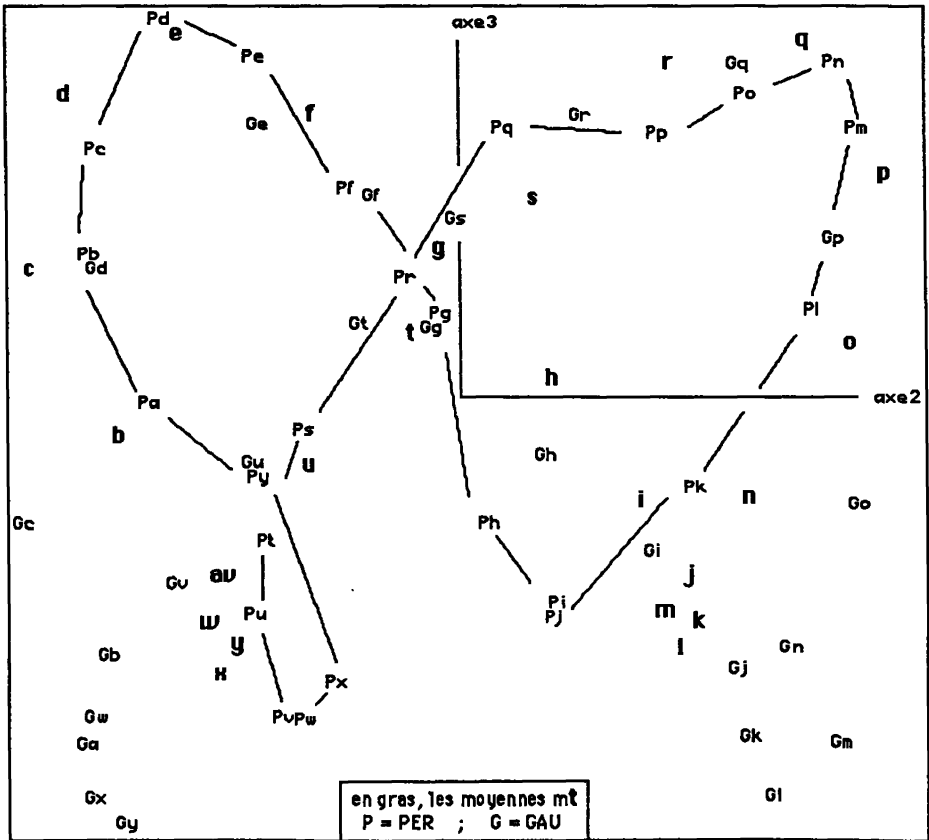 Pd
e
axe3
Pe
r
Gq
q
Pn
d
Po
Ge
f
Pq
Gr
Pp
Pm
Pc
p
Pf
Gf
s
Gs
Gp
Pb
Gd
c
g
Pr
Pg
Gg
t
Gt
Pl
o
h
axe2
Pa
b
Ps
Gu
Py
u
Gh
i
Pk
n
Go
Gc
Ph
Pt
Gi
Gv
av
j
Pu
w
Pi
Pj
m
k
y
l
Gn
Gb
x
Gj
Px
Gw
Pv
Pw
Ga
Gk
Gm
Gx
Gl
Gy
en gras, les moyennes mt
P = PER ; G = GAU